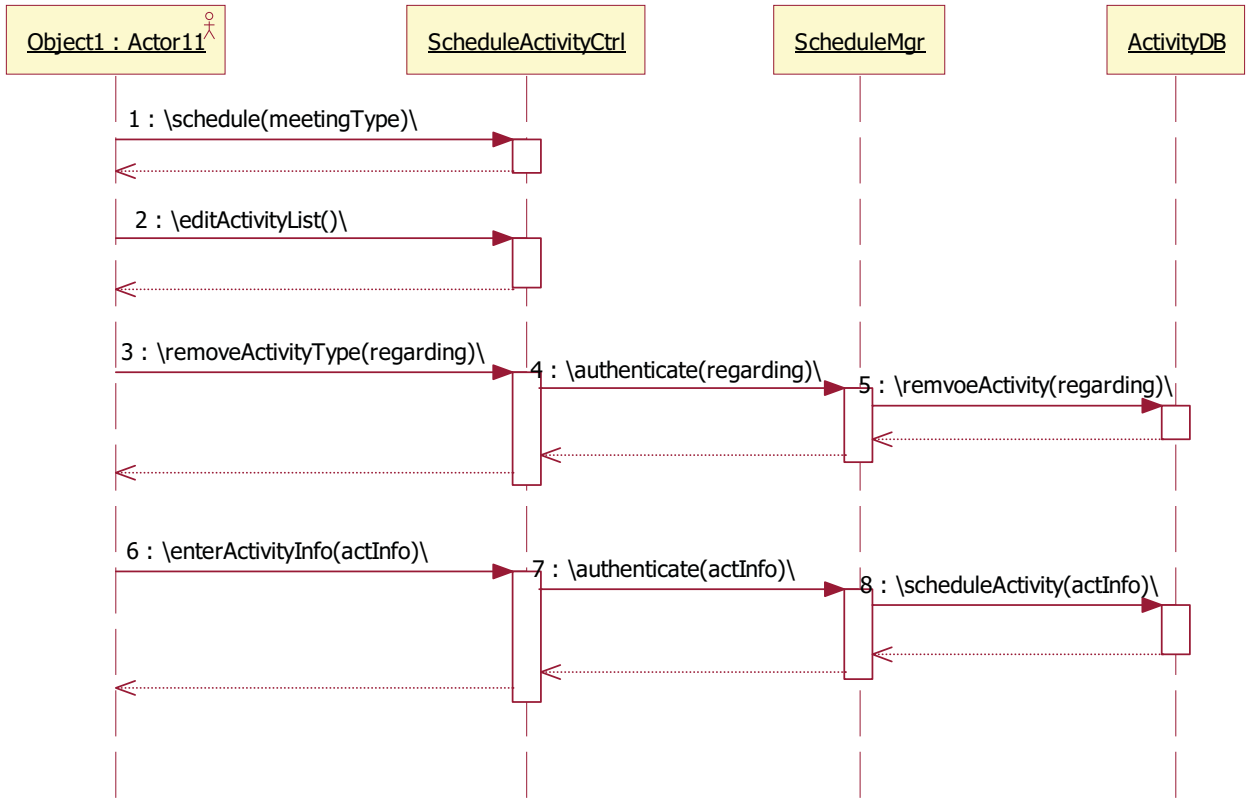 Object1 : Actor11
ScheduleActivityCtrl
ScheduleMgr
ActivityDB
1 : \schedule(meetingType)\
2 : \editActivityList()\
3 : \removeActivityType(regarding)\
4 : \authenticate(regarding)\
5 : \remvoeActivity(regarding)\
6 : \enterActivityInfo(actInfo)\
7 : \authenticate(actInfo)\
8 : \scheduleActivity(actInfo)\